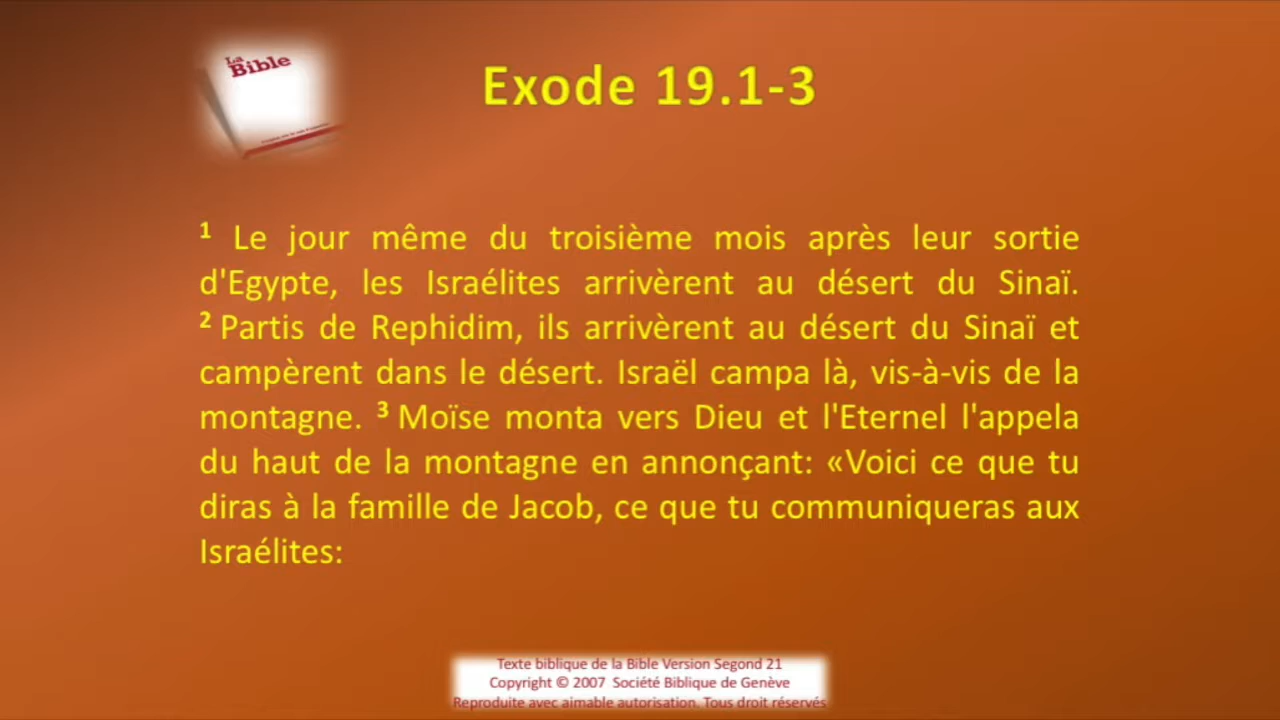 La
Bible
Exode 19.1-3
1 Le jour même du troisième mois après leur sortie
d'Egypte, les Israélites arrivèrent au désert du Sinaï.
2 Partis de Rephidim, ils arrivèrent au désert du Sinaï et
campèrent dans le désert. Israël campa là, vis-à-vis de la
montagne. 3 Moïse monta vers Dieu et l'Eternel l'appela
du haut de la montagne en annonçant: «Voici ce que tu
diras à la famille de Jacob, ce que tu communiqueras aux
Israélites:
Texte biblique de la Bible Version Segond 21
Copyright © 2007 Société Biblique de Genève
Reproduite avec aimable autorisation. Tous droit réservés